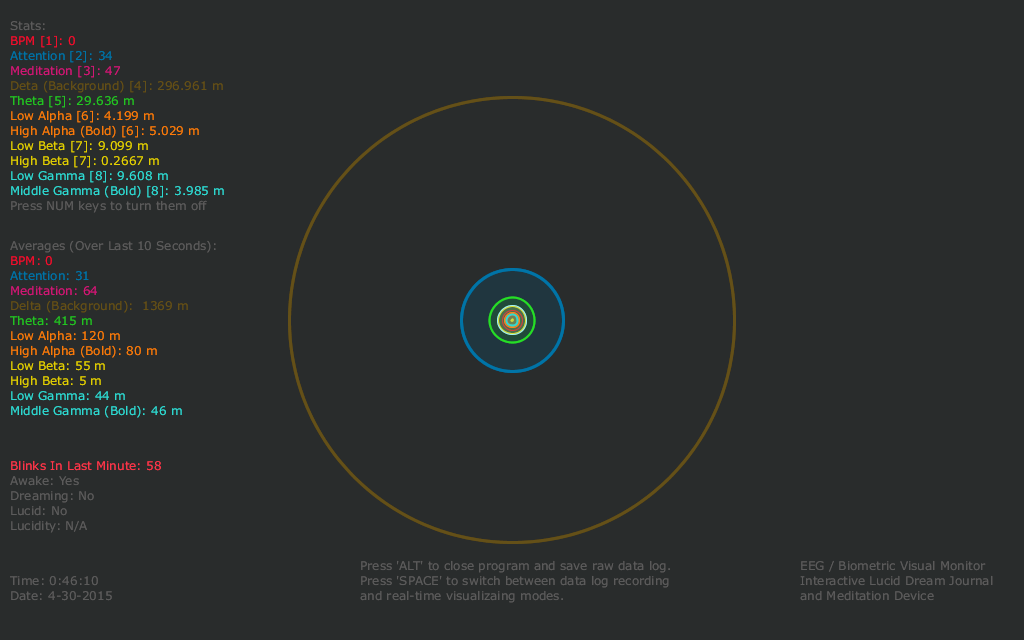 Stats:
BPM [1]: 0
Attention [2]: 34
Meditation [3]: 47
Deta (Background) [4]: 296.961 m
Theta [5]: 29.636 m
Low Alpha [6]: 4.199 m
High Alpha (Bold) [6]: 5.029 m
Low Beta [7]: 9.099 m
High Beta [7]: 0.2667 m
Low Gamma [8]: 9.608 m
Middle Gamma (Bold) [8]: 3.985 m
Press NUM keys to turn them off
Averages (Over Last 10 Seconds):
BPM: 0
Attention: 31
Meditation: 64
Delta (Background): 1369 m
Theta: 415 m
Low Alpha: 120 m
High Alpha (Bold): 80 m
Low Beta: 55 m
High Beta: 5 m
Low Gamma: 44 m
Middle Gamma (Bold): 46 m
Blinks In Last Minute: 58
Awake: Yes
Dreaming: No
Lucid: No
Lucidity: N/A
Time: 0:46:10
Date: 4-30-2015
Press 'ALT' to close program and save raw data log.
Press 'SPACE' to switch between data log recording
and real-time visualizaing modes.
EEG / Biometric Visual Monitor
Interactive Lucid Dream Journal
and Meditation Device